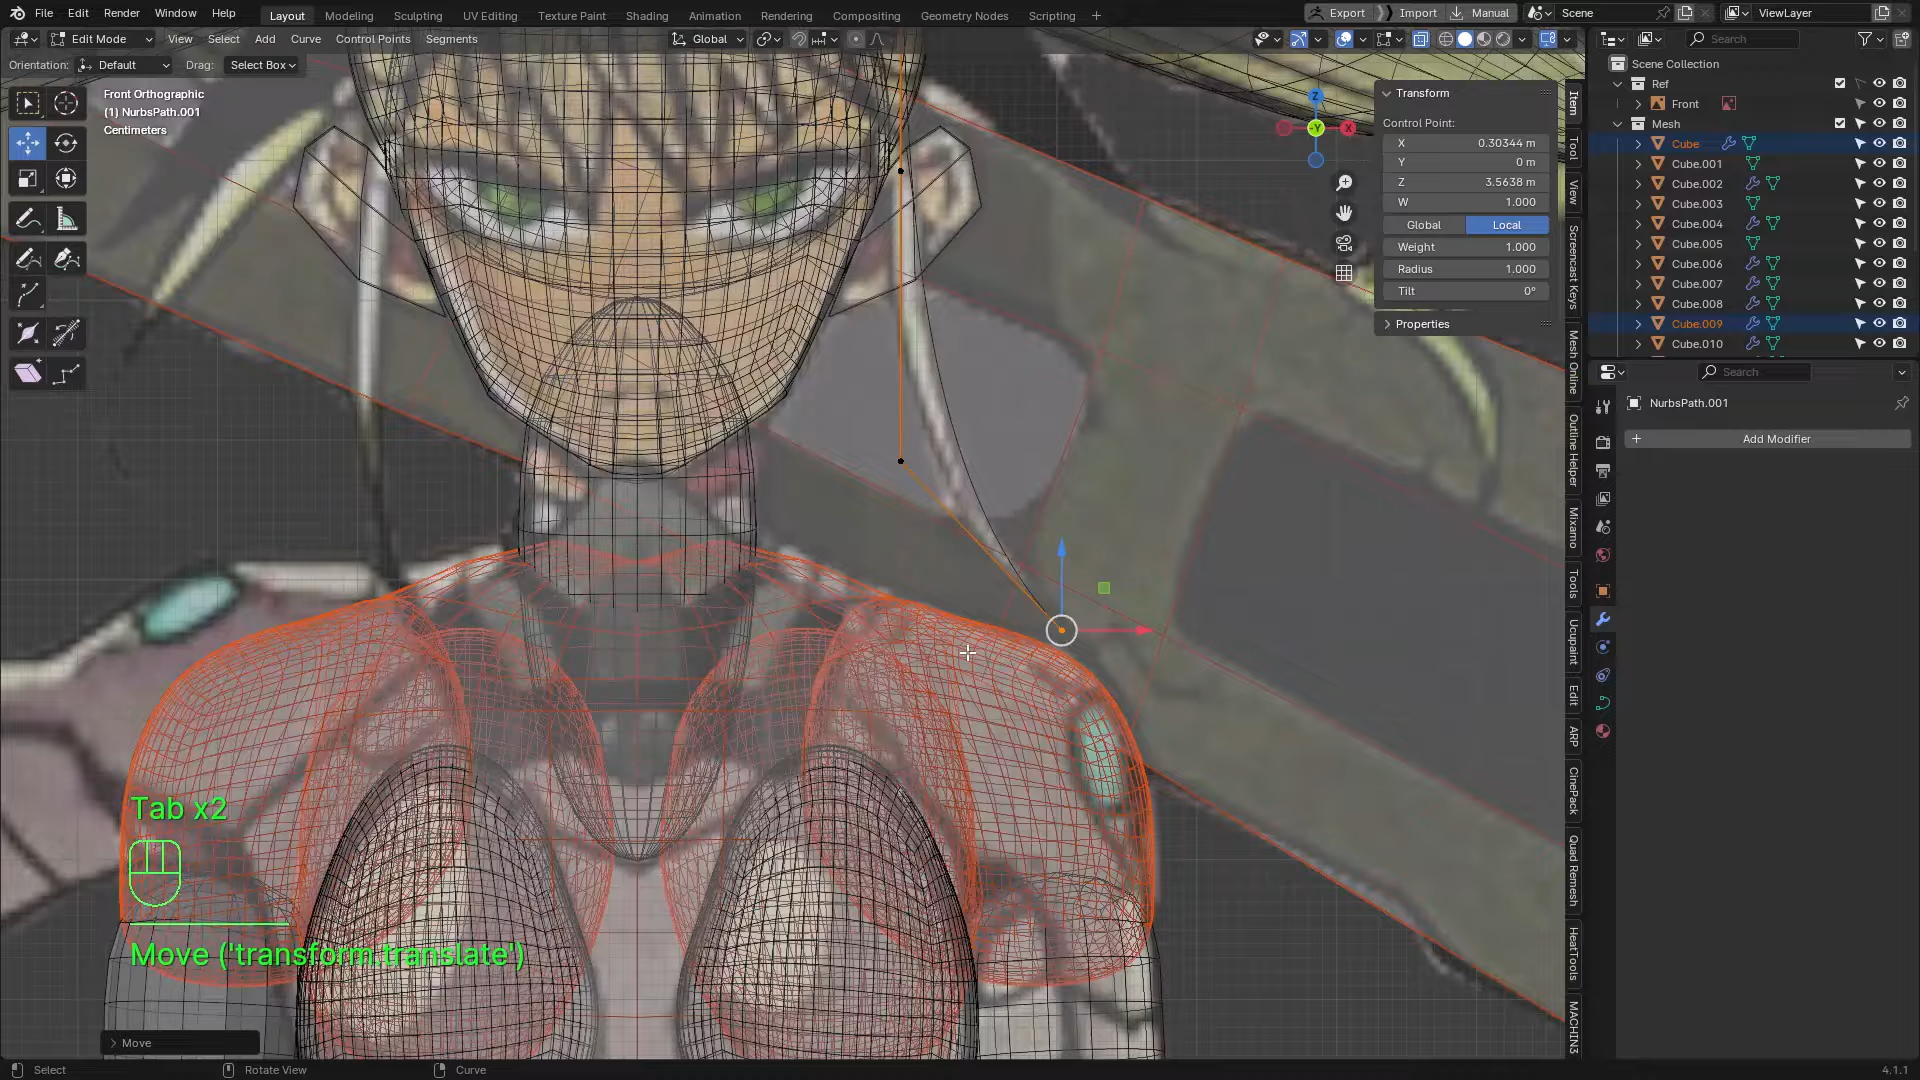 File Edit Render Window Help
Layout Modeling Sculpting UV Editing Texture Paint Shading Animation Rendering Compositing Geometry Nodes Scripting +
Export Import Manual Scene ViewLayer
Edit Mode View Select Add Curve Control Points Segments
Global
Search
Orientation: Default Drag: Select Box
Front Orthographic
(1) NurbsPath.001
Centimeters
Z
-Y
X
Transform
Control Point:
X 0.30344 m
Y 0 m
Z 3.5638 m
W 1.000
Global Local
Weight 1.000
Radius 1.000
Tilt 0°
Properties
Item
Tool
View
Screencast Keys
Mesh Online
Outline Helper
Mixamo
Tools
Ucupaint
Edit
ARP
CinePack
Quad Remesh
HeatTools
MACHIN3
Scene Collection
Ref
Front
Mesh
Cube
Cube.001
Cube.002
Cube.003
Cube.004
Cube.005
Cube.006
Cube.007
Cube.008
Cube.009
Cube.010
Search
NurbsPath.001
+ Add Modifier
Tab x2
Move ('transform.translate')
Move
Select Rotate View Curve
4.1.1